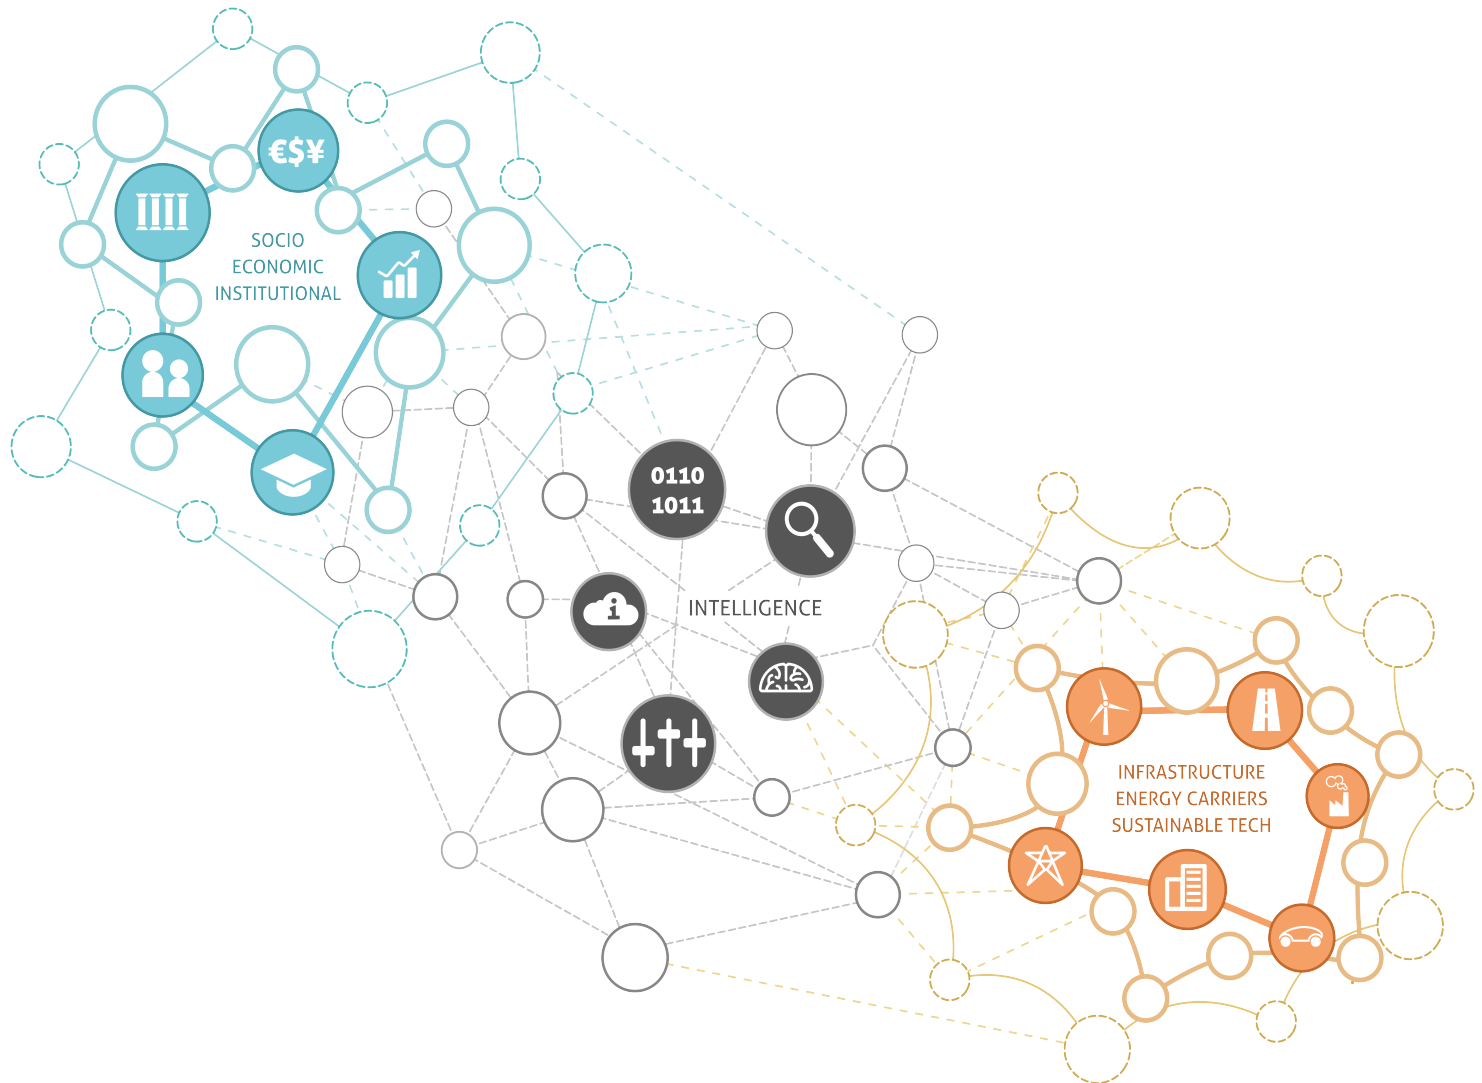 €$¥
SOCIO
ECONOMIC
INSTITUTIONAL
0110
1011
i
INTELLIGENCE
INFRASTRUCTURE
ENERGY CARRIERS
SUSTAINABLE TECH